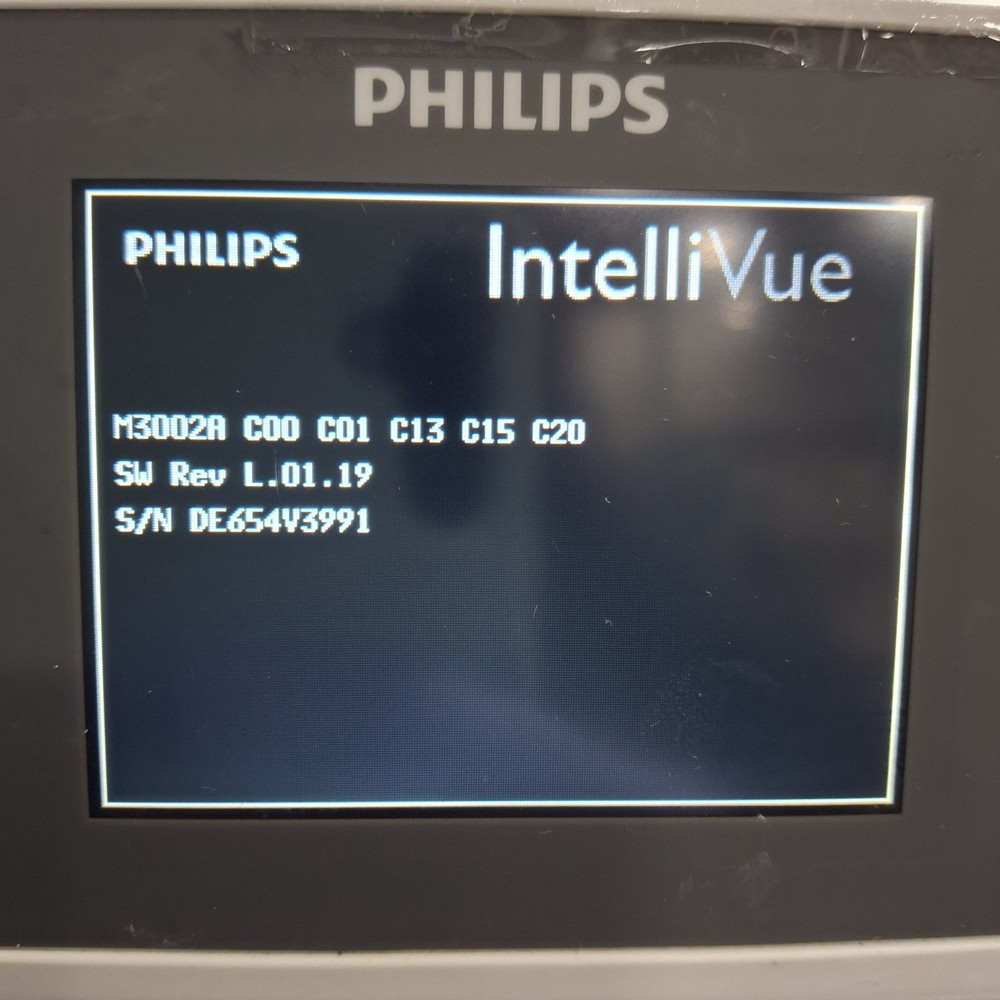 PHILIPS
PHILIPS IntelliVue
M3002A C00 C01 C13 C15 C20
SW Rev L.01.19
S/N DE654V3991